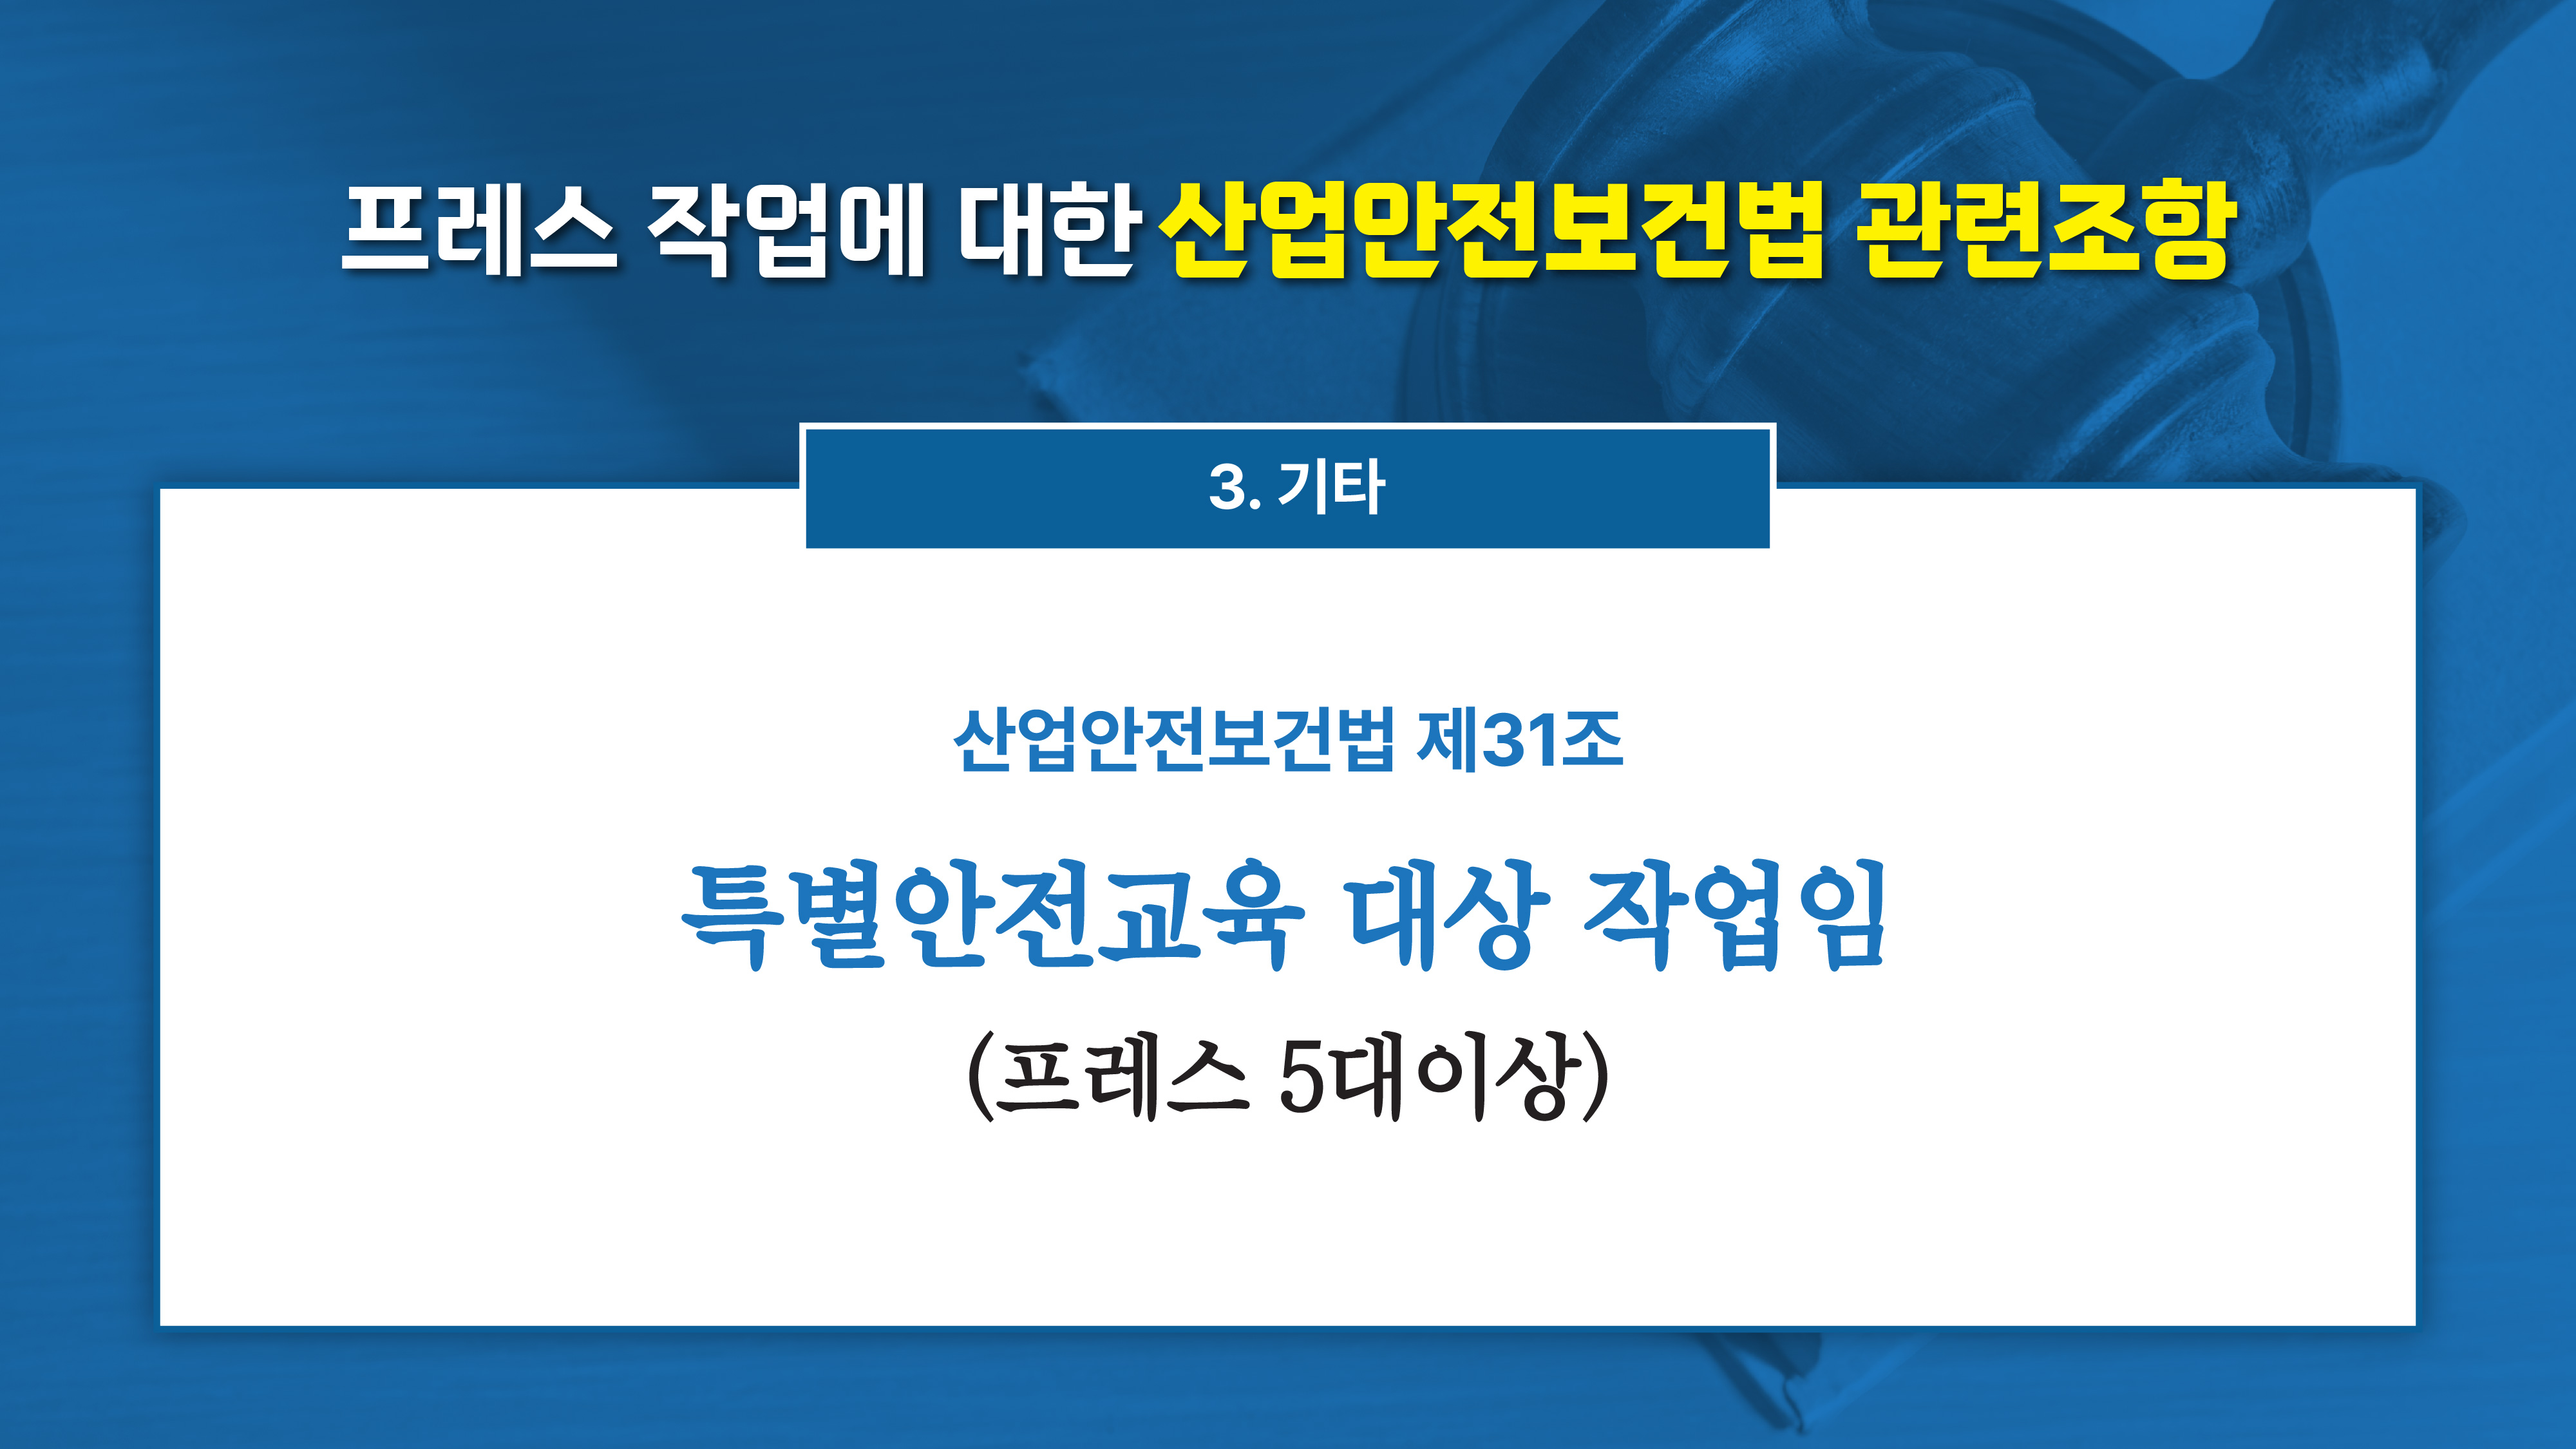 프레스 작업에 대한 산업안전보건법 관련조항
3. 기타
산업안전보건법 제31조
특별안전교육 대상 작업임
(프레스 5대이상)